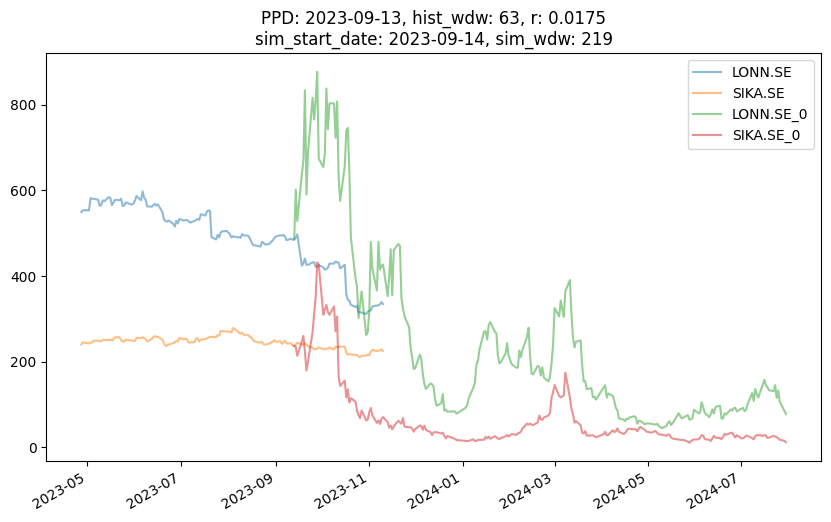 PPD: 2023-09-13, hist_wdw: 63, r: 0.0175
sim_start_date: 2023-09-14, sim_wdw: 219
LONN.SE
SIKA.SE
LONN.SE_0
SIKA.SE_0
800
600
400
200
0
2023-05
2023-07
2023-09
2023-11
2024-01
2024-03
2024-05
2024-07